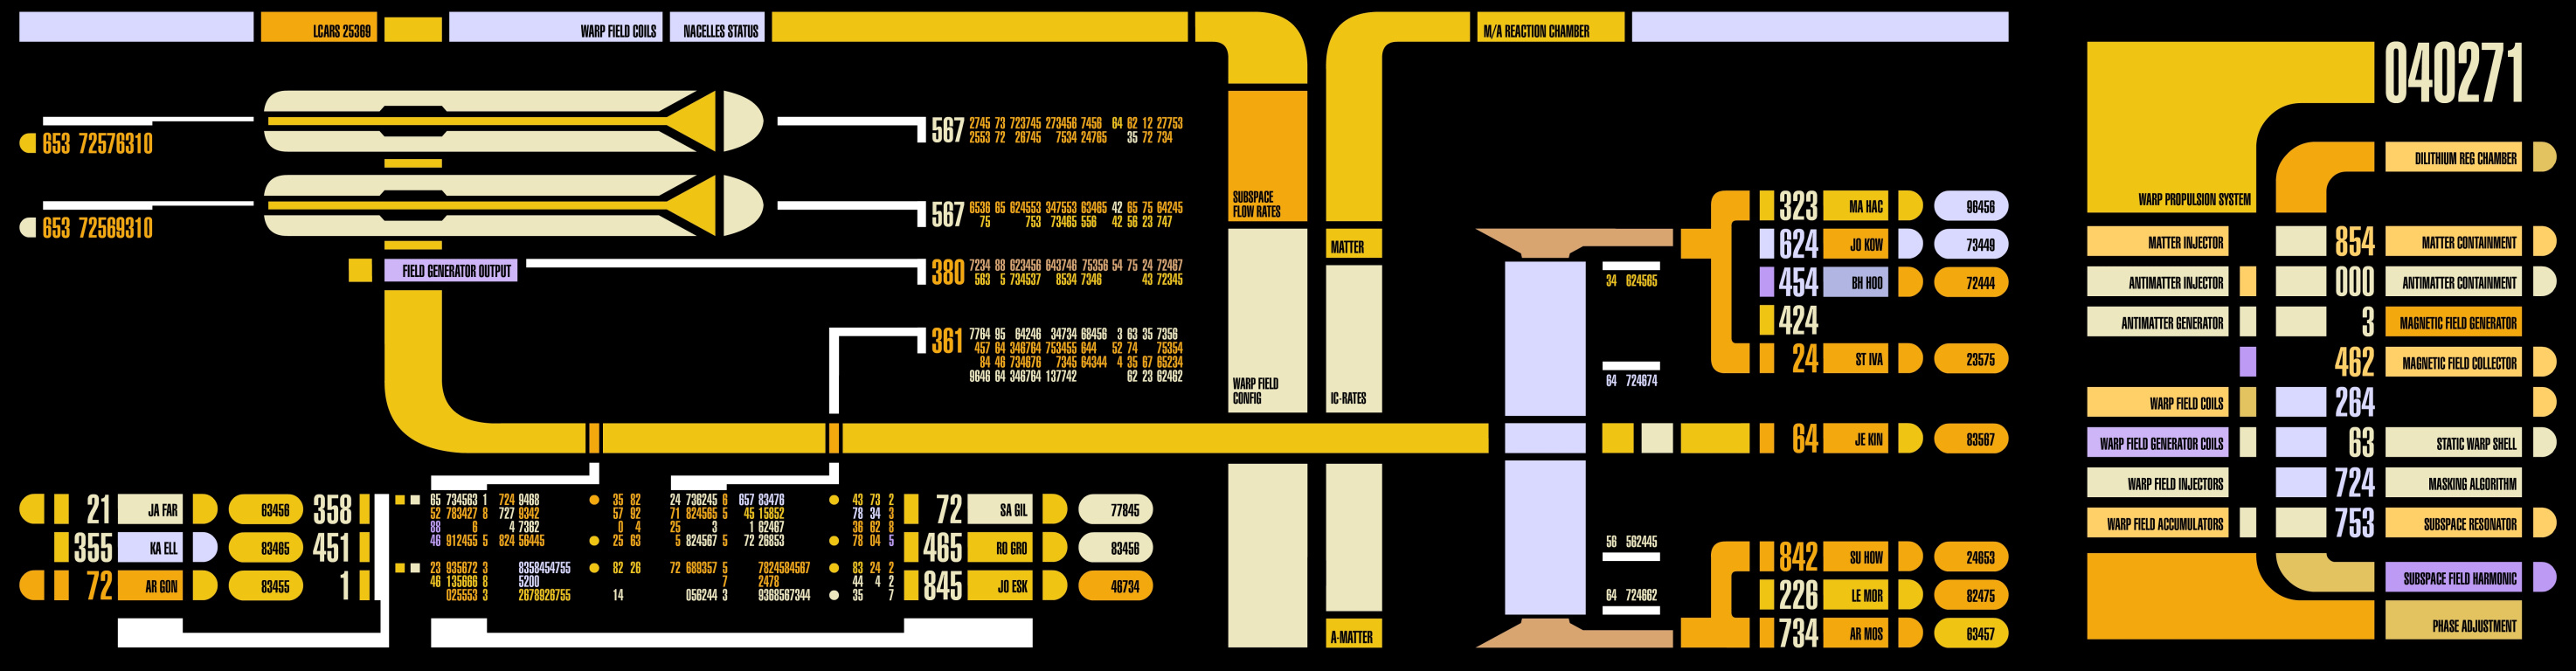 LCARS 25369
WARP FIELD COILS
NACELLES STATUS
M/A REACTION CHAMBER
653 72576310
567
2745 73 723745 273456 7456 64 62 12 27753
2553 72 26745 7534 24765 35 72 734
653 72569310
567
6536 65 624553 347553 63465 42 65 75 64245
75 753 73465 556 42 56 23 747
FIELD GENERATOR OUTPUT
380
7234 88 623456 643746 75356 54 75 24 72467
563 5 734537 8534 7346 43 72345
361
7764 95 64246 34734 68456 3 63 35 7356
457 64 346764 753455 644 52 74 75354
84 46 734676 7345 64344 4 35 67 65234
9646 64 346764 137742 62 23 62462
SUBSPACE
FLOW RATES
WARP FIELD
CONFIG
MATTER
IC-RATES
A-MATTER
21 JA FAR 63456 358
355 KA ELL 83465 451
72 AR GON 83455 1
65 734563 1 724 9468 35 82 24 736245 6 657 83476 43 73 2
52 783427 8 727 9342 57 92 71 824565 5 45 15852 78 34 3
88 6 4 7362 0 4 25 3 1 62467 36 62 8
46 912455 5 824 56445 25 63 5 824567 5 72 26853 78 04 5
23 935672 3 8358454755 82 26 72 689357 5 7824584567 83 24 2
46 135666 8 5200 7 2478 44 4 2
025553 3 2678926755 14 056244 3 9368567344 35 7
72 SA GIL 77845
465 RO GRO 83456
845 JO ESK 46734
34 624565
64 724674
56 562445
64 724662
323 MA HAC 96456
624 JO KOW 73449
454 BH HOO 72444
424
24 ST IVA 23575
64 JE KIN 83567
842 SU HOW 24653
226 LE MOR 82475
734 AR MOS 63457
040271
WARP PROPULSION SYSTEM
DILITHIUM REG CHAMBER
MATTER INJECTOR 854 MATTER CONTAINMENT
ANTIMATTER INJECTOR 000 ANTIMATTER CONTAINMENT
ANTIMATTER GENERATOR 3 MAGNETIC FIELD GENERATOR
462 MAGNETIC FIELD COLLECTOR
WARP FIELD COILS 264
WARP FIELD GENERATOR COILS 63 STATIC WARP SHELL
WARP FIELD INJECTORS 724 MASKING ALGORITHM
WARP FIELD ACCUMULATORS 753 SUBSPACE RESONATOR
SUBSPACE FIELD HARMONIC
PHASE ADJUSTMENT